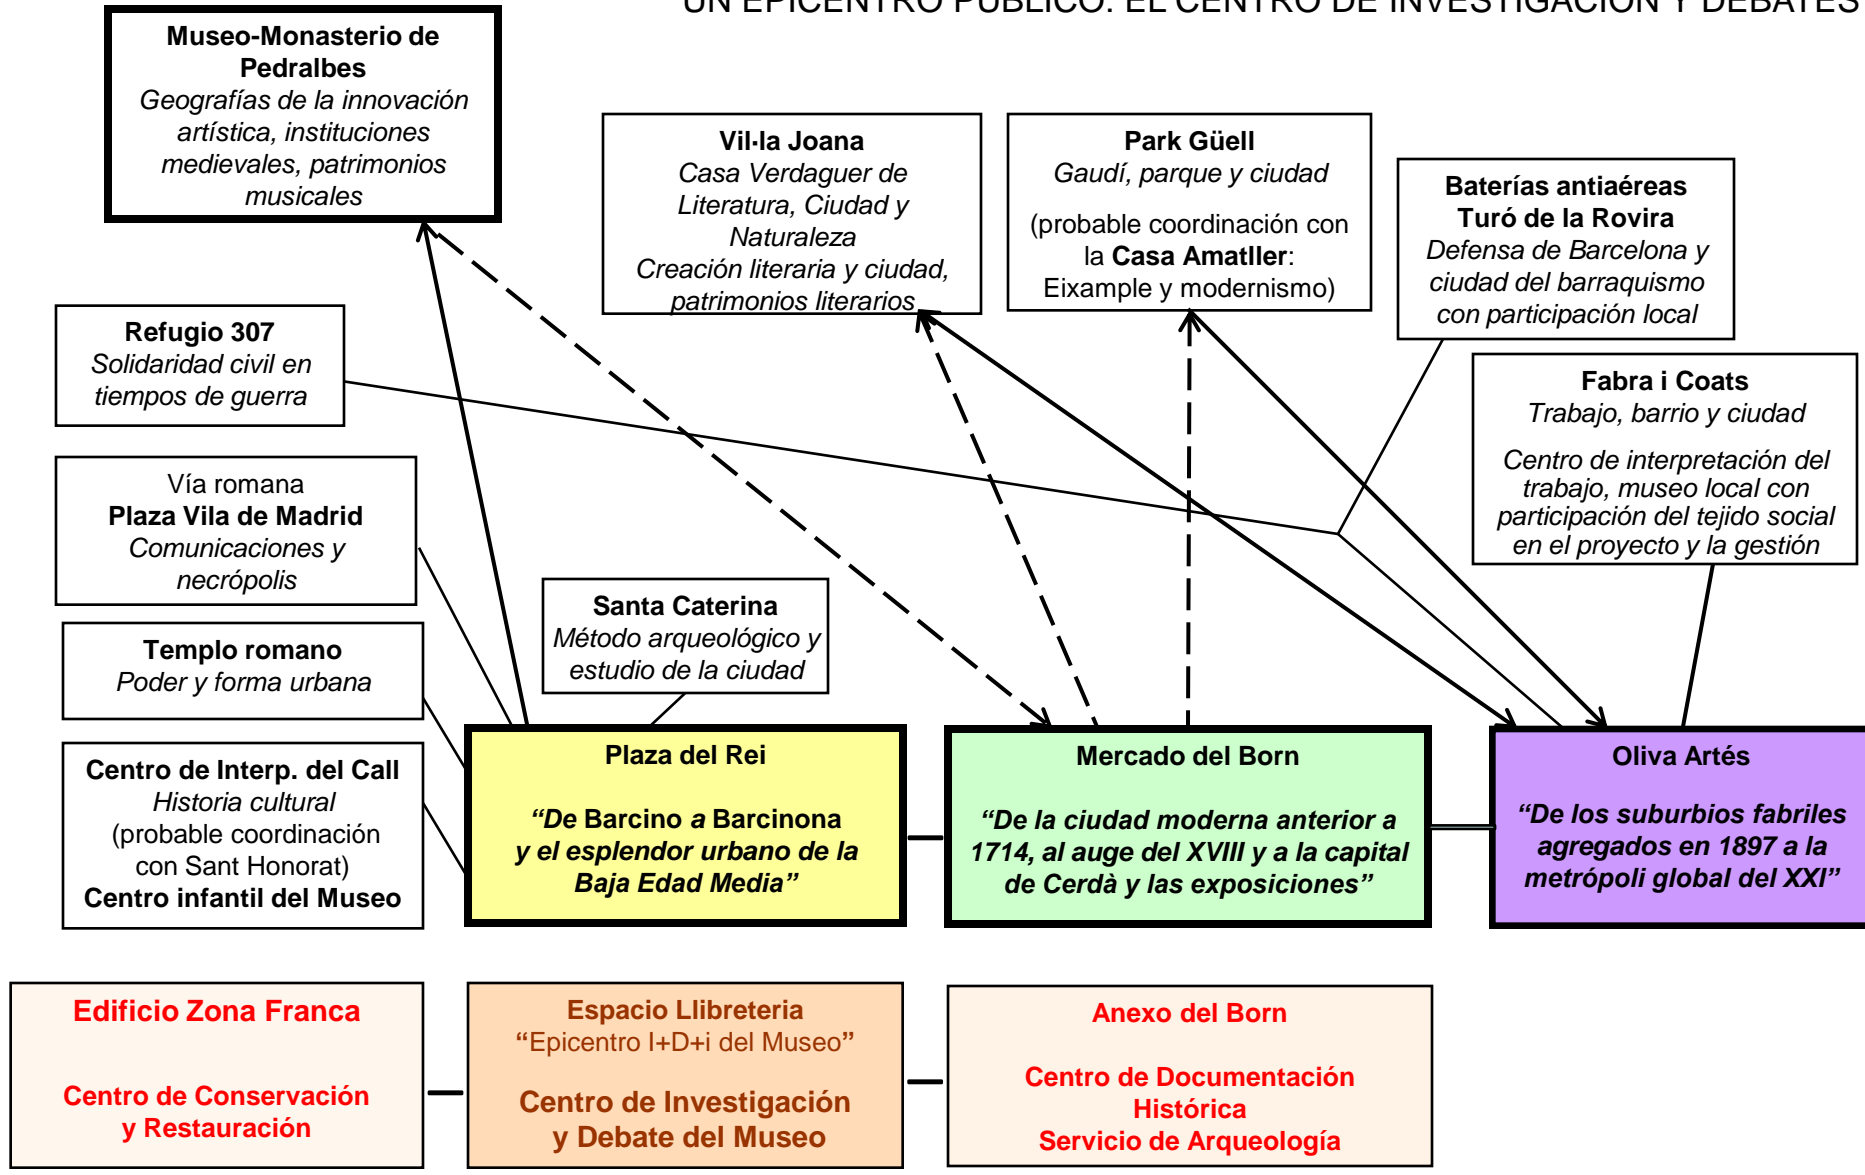 UN EPICENTRO PÚBLICO: EL CENTRO DE INVESTIGACIÓN Y DEBATES
Museo-Monasterio de
Pedralbes
Geografías de la innovación
artística, instituciones
medievales, patrimonios
musicales
Vil·la Joana
Casa Verdaguer de
Literatura, Ciudad y
Naturaleza
Creación literaria y ciudad,
patrimonios literarios
Park Güell
Gaudí, parque y ciudad
(probable coordinación con
la Casa Amatller:
Eixample y modernismo)
Baterías antiaéreas
Turó de la Rovira
Defensa de Barcelona y
ciudad del barraquismo
con participación local
Refugio 307
Solidaridad civil en
tiempos de guerra
Fabra i Coats
Trabajo, barrio y ciudad
Centro de interpretación del
trabajo, museo local con
participación del tejido social
en el proyecto y la gestión
Vía romana
Plaza Vila de Madrid
Comunicaciones y
necrópolis
Santa Caterina
Método arqueológico y
estudio de la ciudad
Templo romano
Poder y forma urbana
Centro de Interp. del Call
Historia cultural
(probable coordinación
con Sant Honorat)
Centro infantil del Museo
Plaza del Rei
“De Barcino a Barcinona
y el esplendor urbano de la
Baja Edad Media”
Mercado del Born
“De la ciudad moderna anterior a
1714, al auge del XVIII y a la capital
de Cerdà y las exposiciones”
Oliva Artés
“De los suburbios fabriles
agregados en 1897 a la
metrópoli global del XXI”
Edificio Zona Franca
Centro de Conservación
y Restauración
Espacio Llibreteria
“Epicentro I+D+i del Museo”
Centro de Investigación
y Debate del Museo
Anexo del Born
Centro de Documentación
Histórica
Servicio de Arqueología